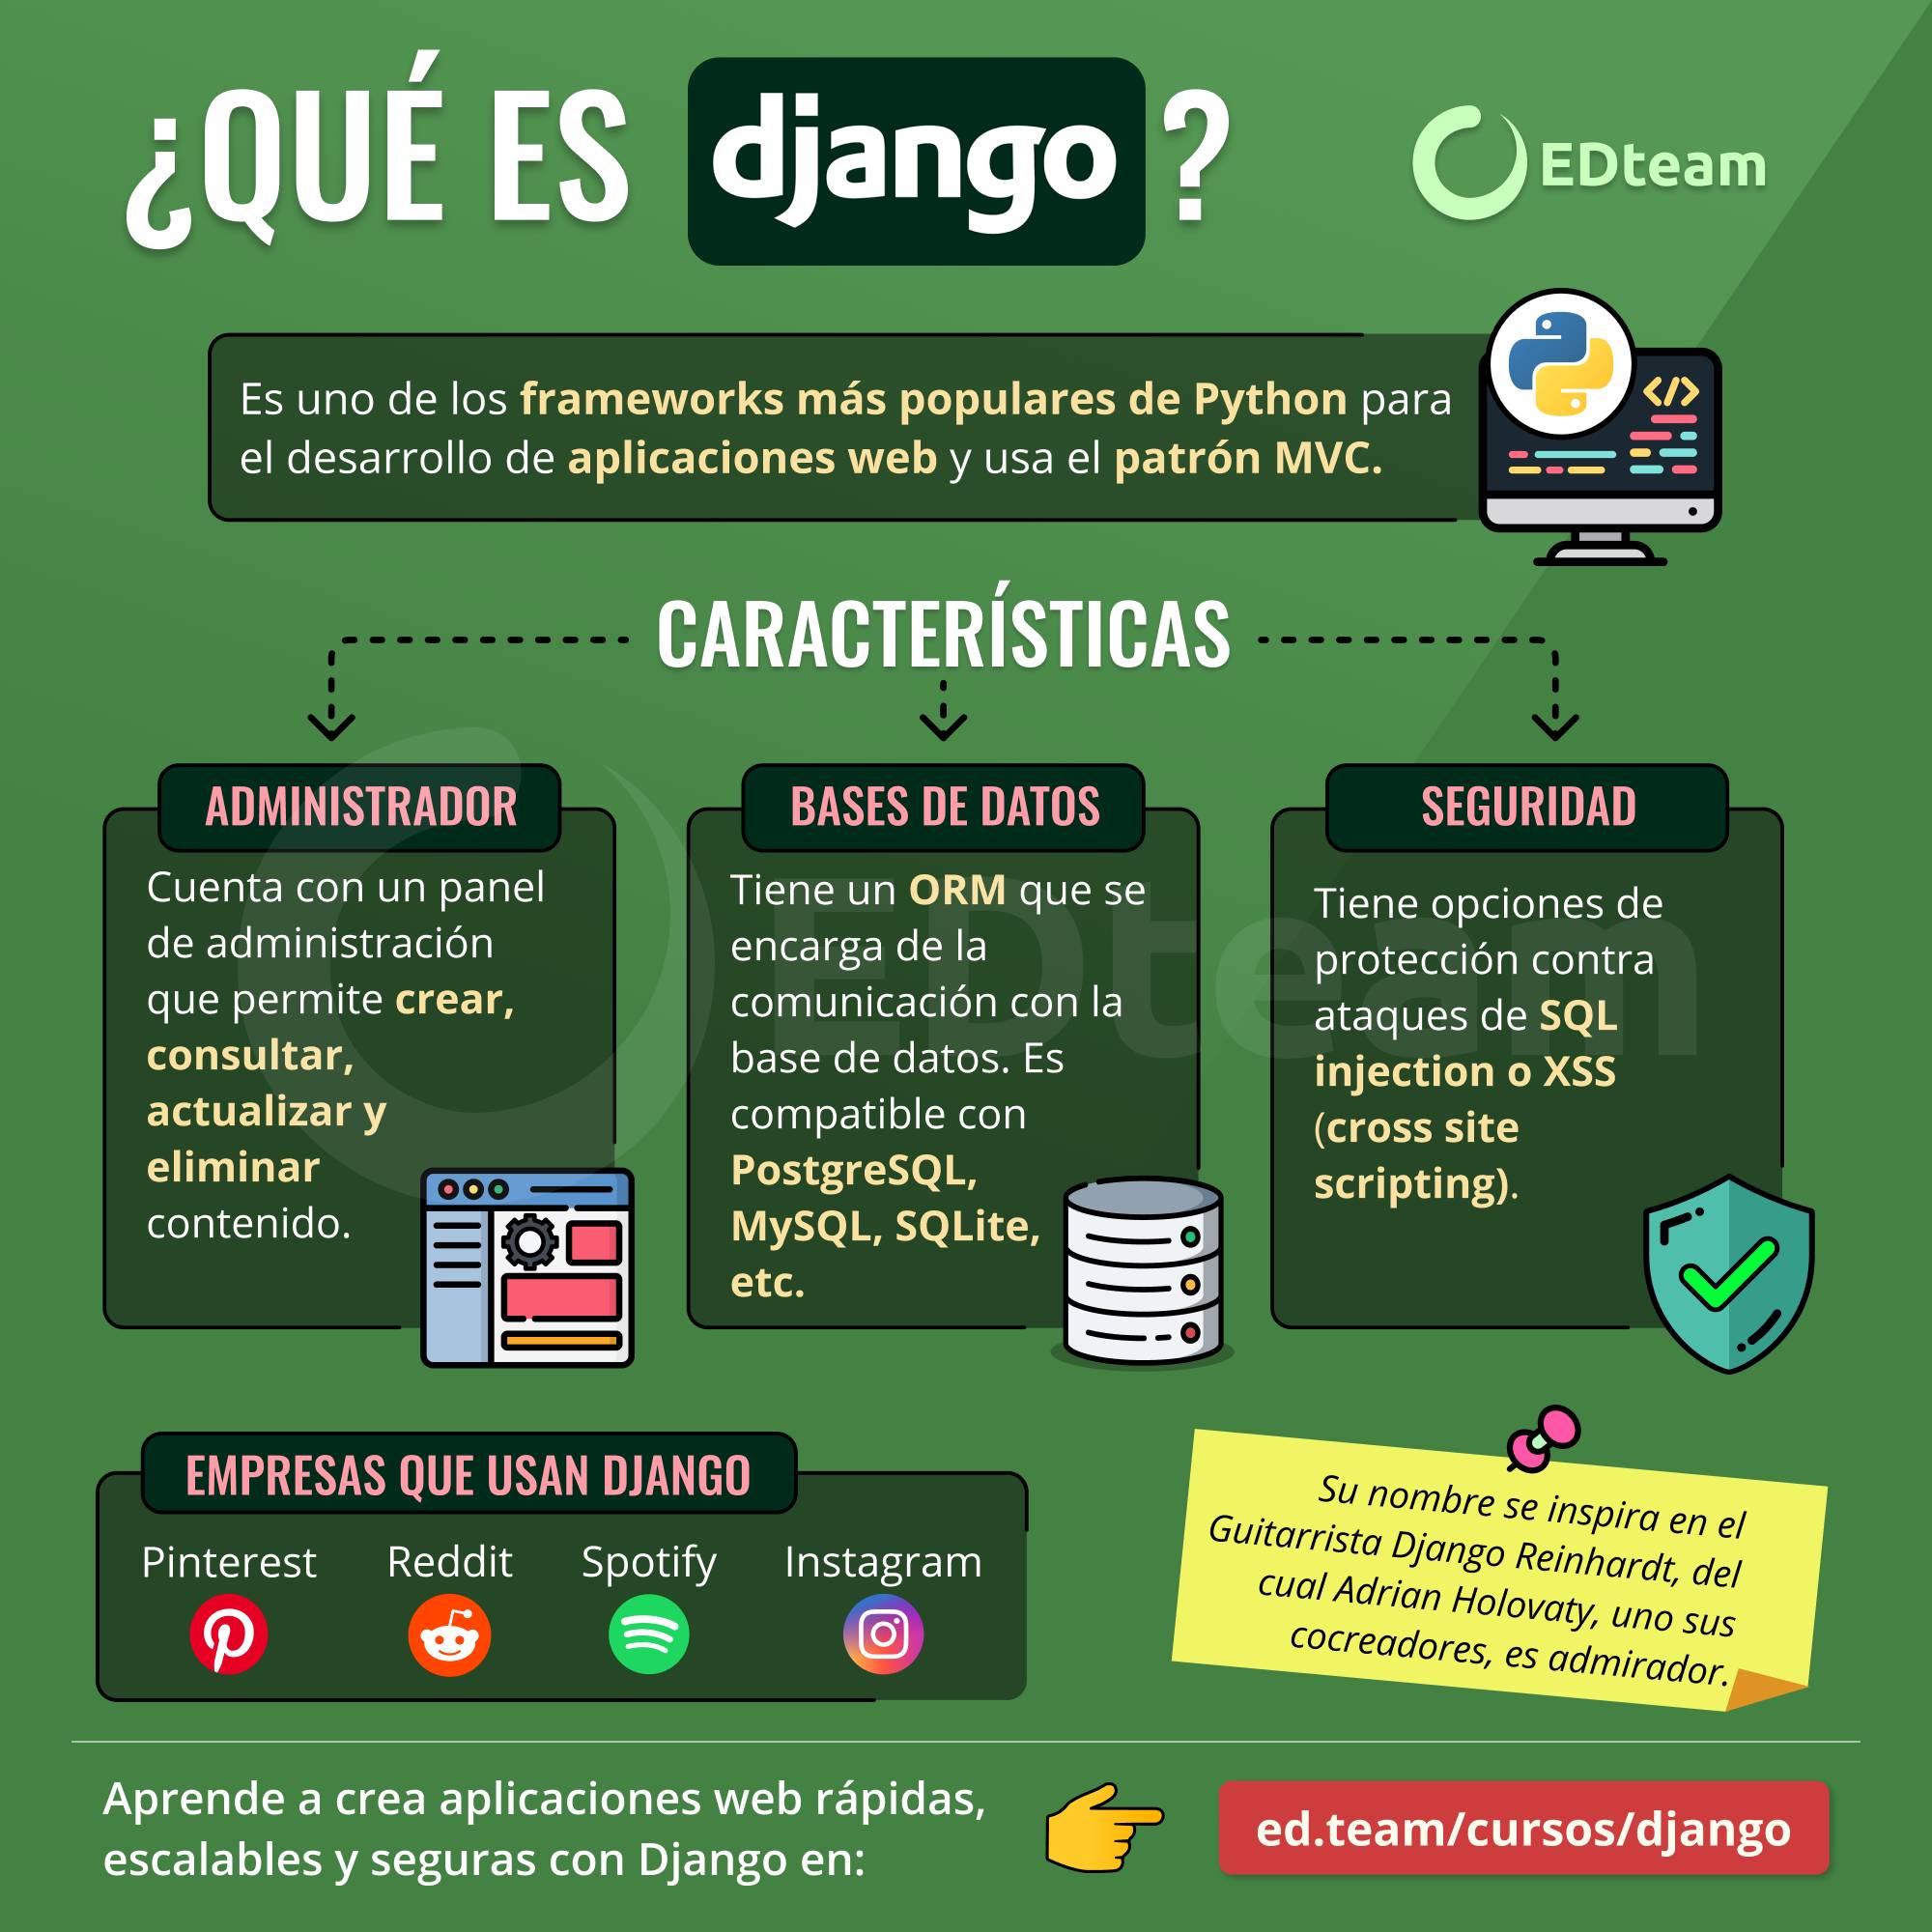 ¿QUÉ ES django?
EDteam
Es uno de los frameworks más populares de Python para
el desarrollo de aplicaciones web y usa el patrón MVC.
</>
CARACTERÍSTICAS
ADMINISTRADOR
Cuenta con un panel
de administración
que permite crear,
consultar,
actualizar y
eliminar
contenido.
BASES DE DATOS
Tiene un ORM que se
encarga de la
comunicación con la
base de datos. Es
compatible con
PostgreSQL,
MySQL, SQLite,
etc.
SEGURIDAD
Tiene opciones de
protección contra
ataques de SQL
injection o XSS
(cross site
scripting).
EDteam
EMPRESAS QUE USAN DJANGO
Pinterest Reddit Spotify Instagram
Su nombre se inspira en el
Guitarrista Django Reinhardt, del
cual Adrian Holovaty, uno sus
cocreadores, es admirador.
Aprende a crea aplicaciones web rápidas,
escalables y seguras con Django en:
ed.team/cursos/django